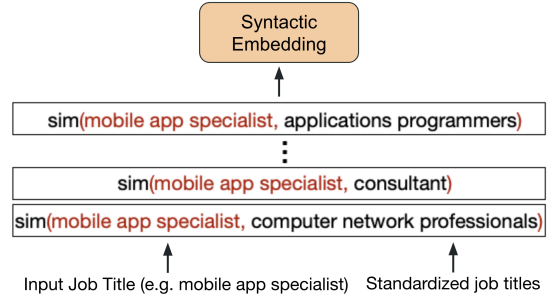 Syntactic
Embedding
sim(mobile app specialist, applications programmers)
sim(mobile app specialist, consultant)
sim(mobile app specialist, computer network professionals)
Input Job Title (e.g. mobile app specialist) Standardized job titles